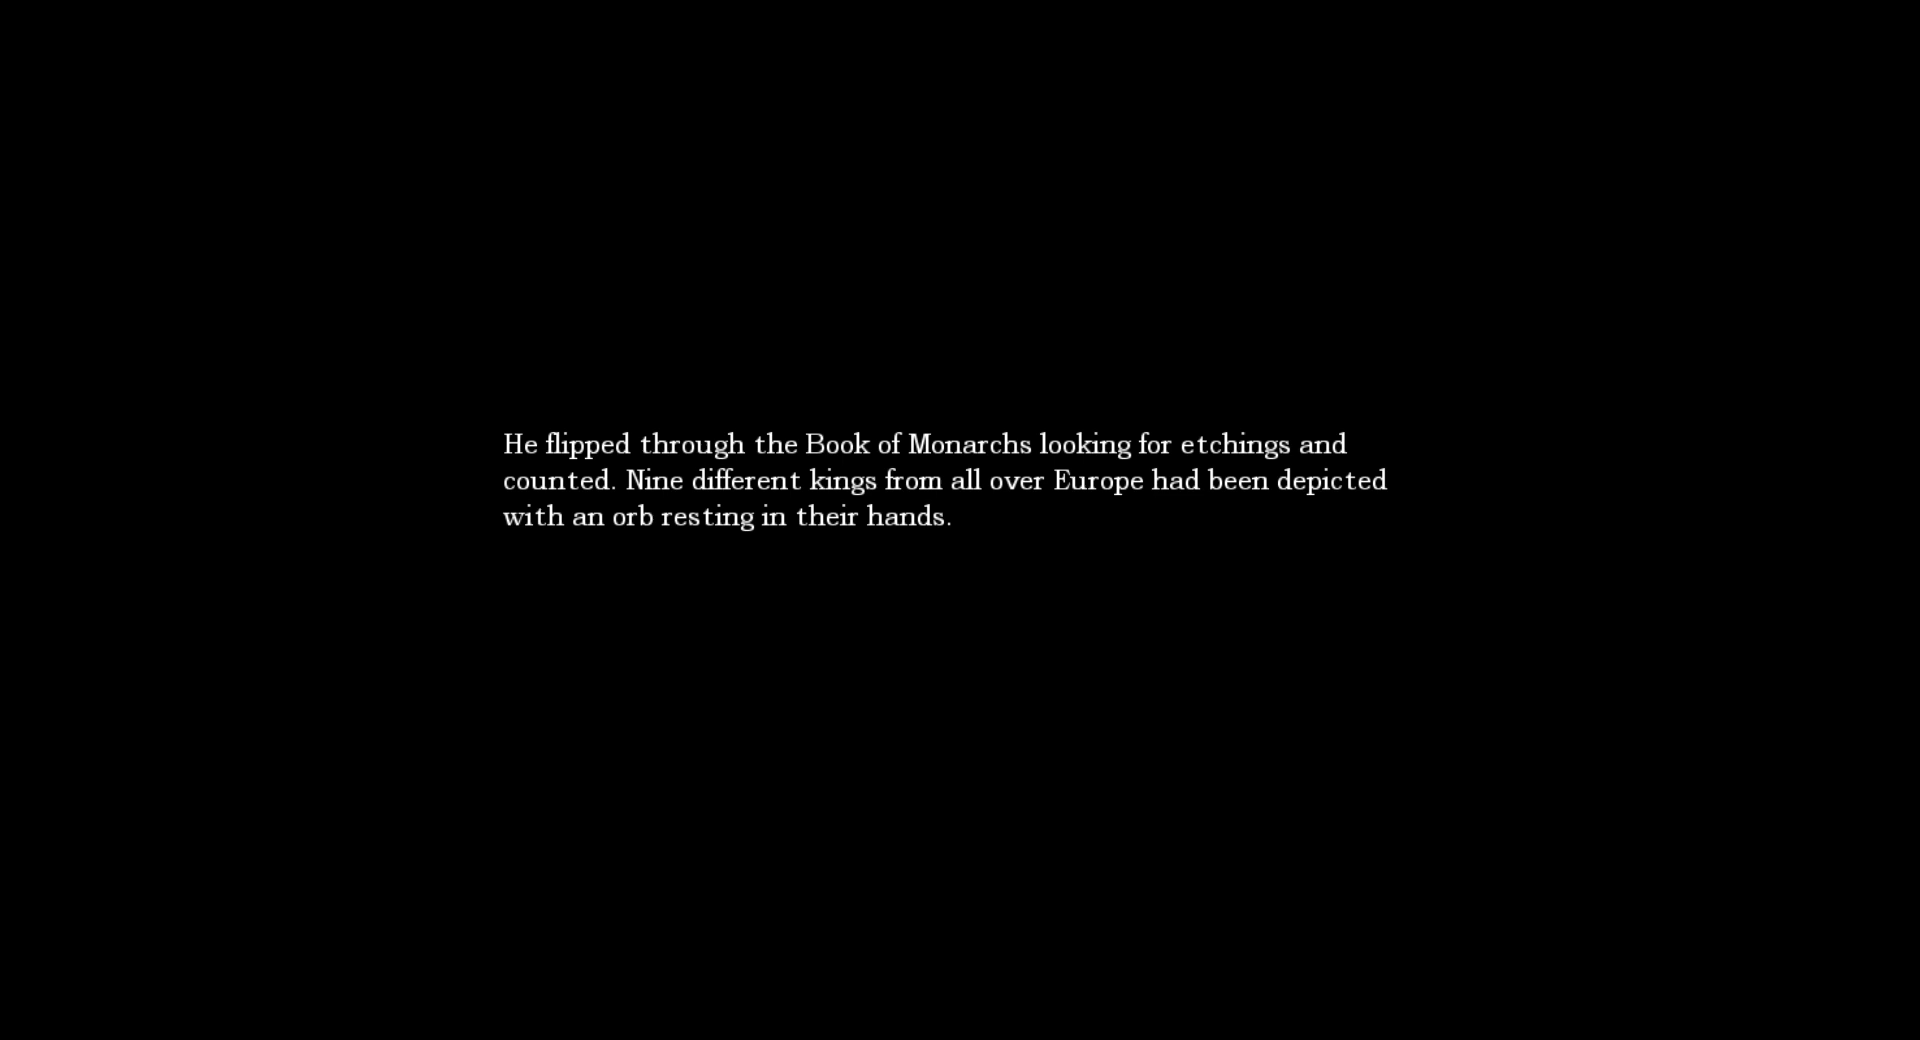 He flipped through the Book of Monarchs looking for etchings and
counted. Nine different kings from all over Europe had been depicted
with an orb resting in their hands.